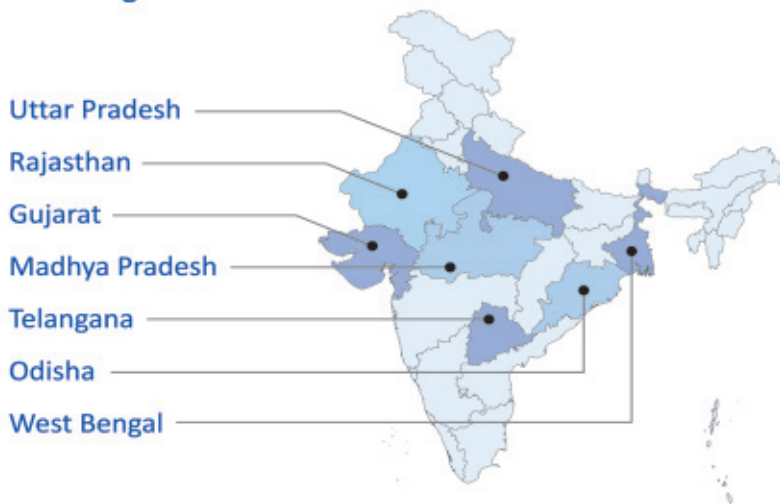 Uttar Pradesh
Rajasthan
Gujarat
Madhya Pradesh
Telangana
Odisha
West Bengal